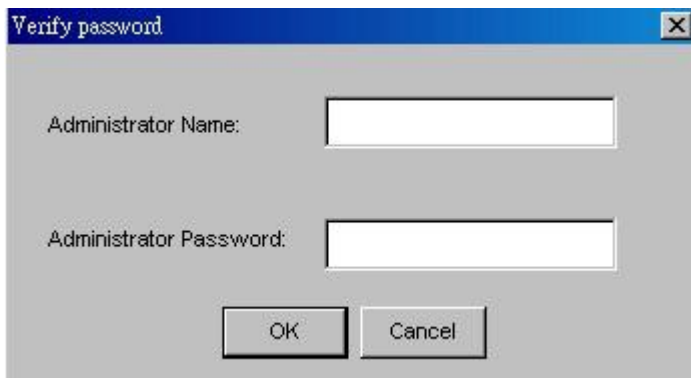 Verify password
Administrator Name:
Administrator Password:
OK
Cancel